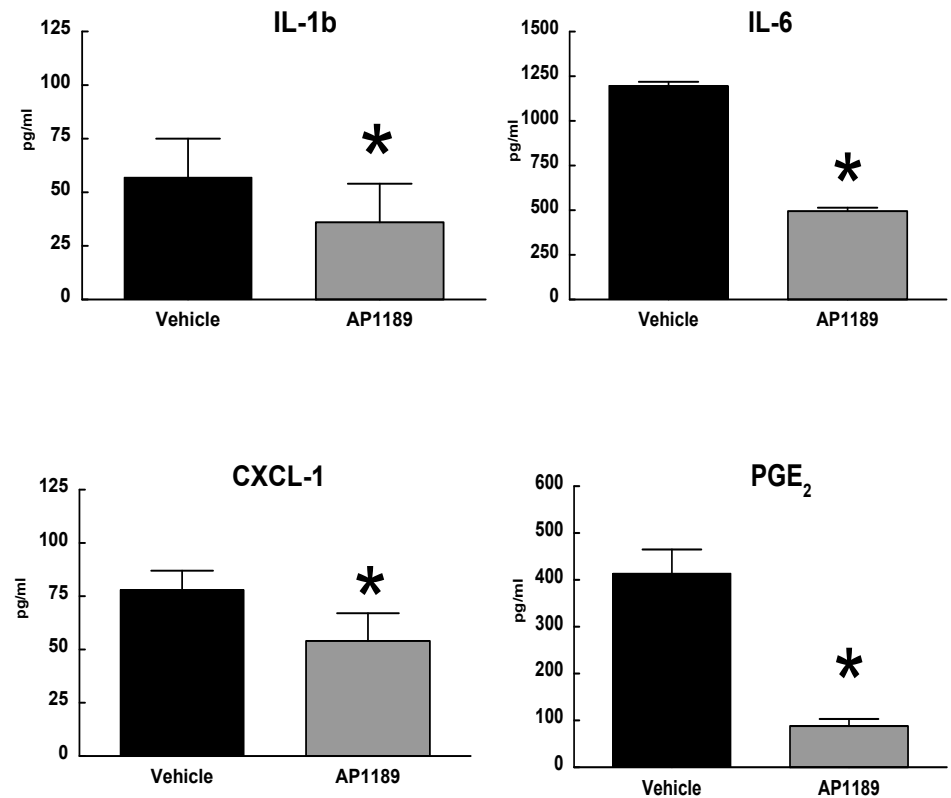 IL-1b
125
100
75
50
25
0
pg/ml
*
Vehicle
AP1189
IL-6
1500
1250
1000
750
500
250
0
pg/ml
*
Vehicle
AP1189
CXCL-1
125
100
75
50
25
0
pg/ml
*
Vehicle
AP1189
PGE₂
600
500
400
300
200
100
0
pg/ml
*
Vehicle
AP1189